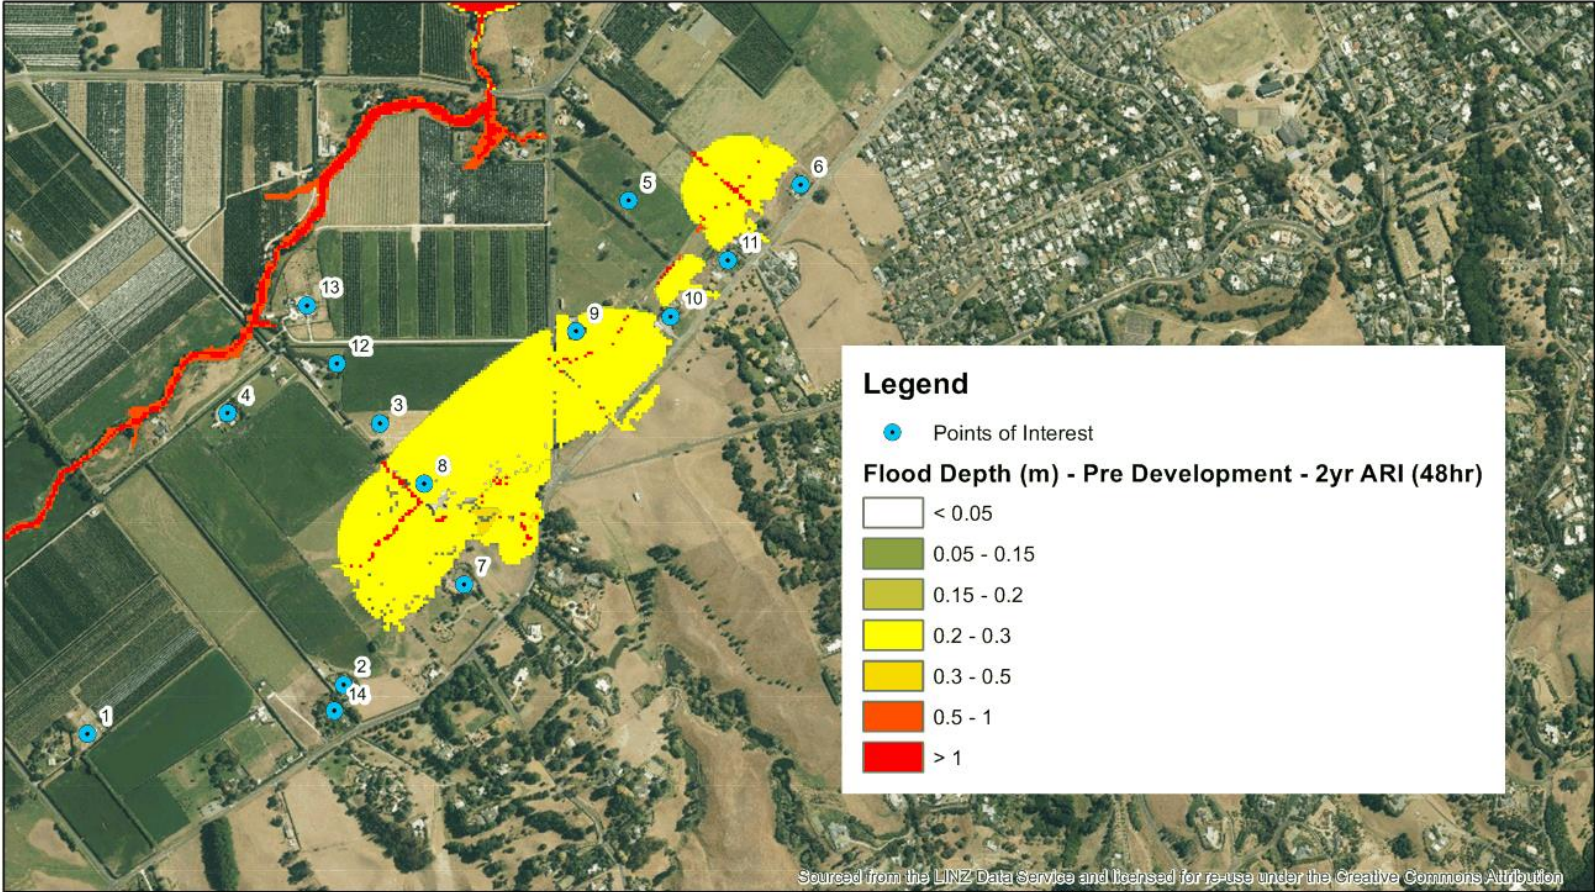 6
5
11
13
10
9
12
4
3
8
7
2
14
1
Legend
Points of Interest
Flood Depth (m) - Pre Development - 2yr ARI (48hr)
< 0.05
0.05 - 0.15
0.15 - 0.2
0.2 - 0.3
0.3 - 0.5
0.5 - 1
> 1
Sourced from the LINZ Data Service and licensed for re-use under the Creative Commons Attribution